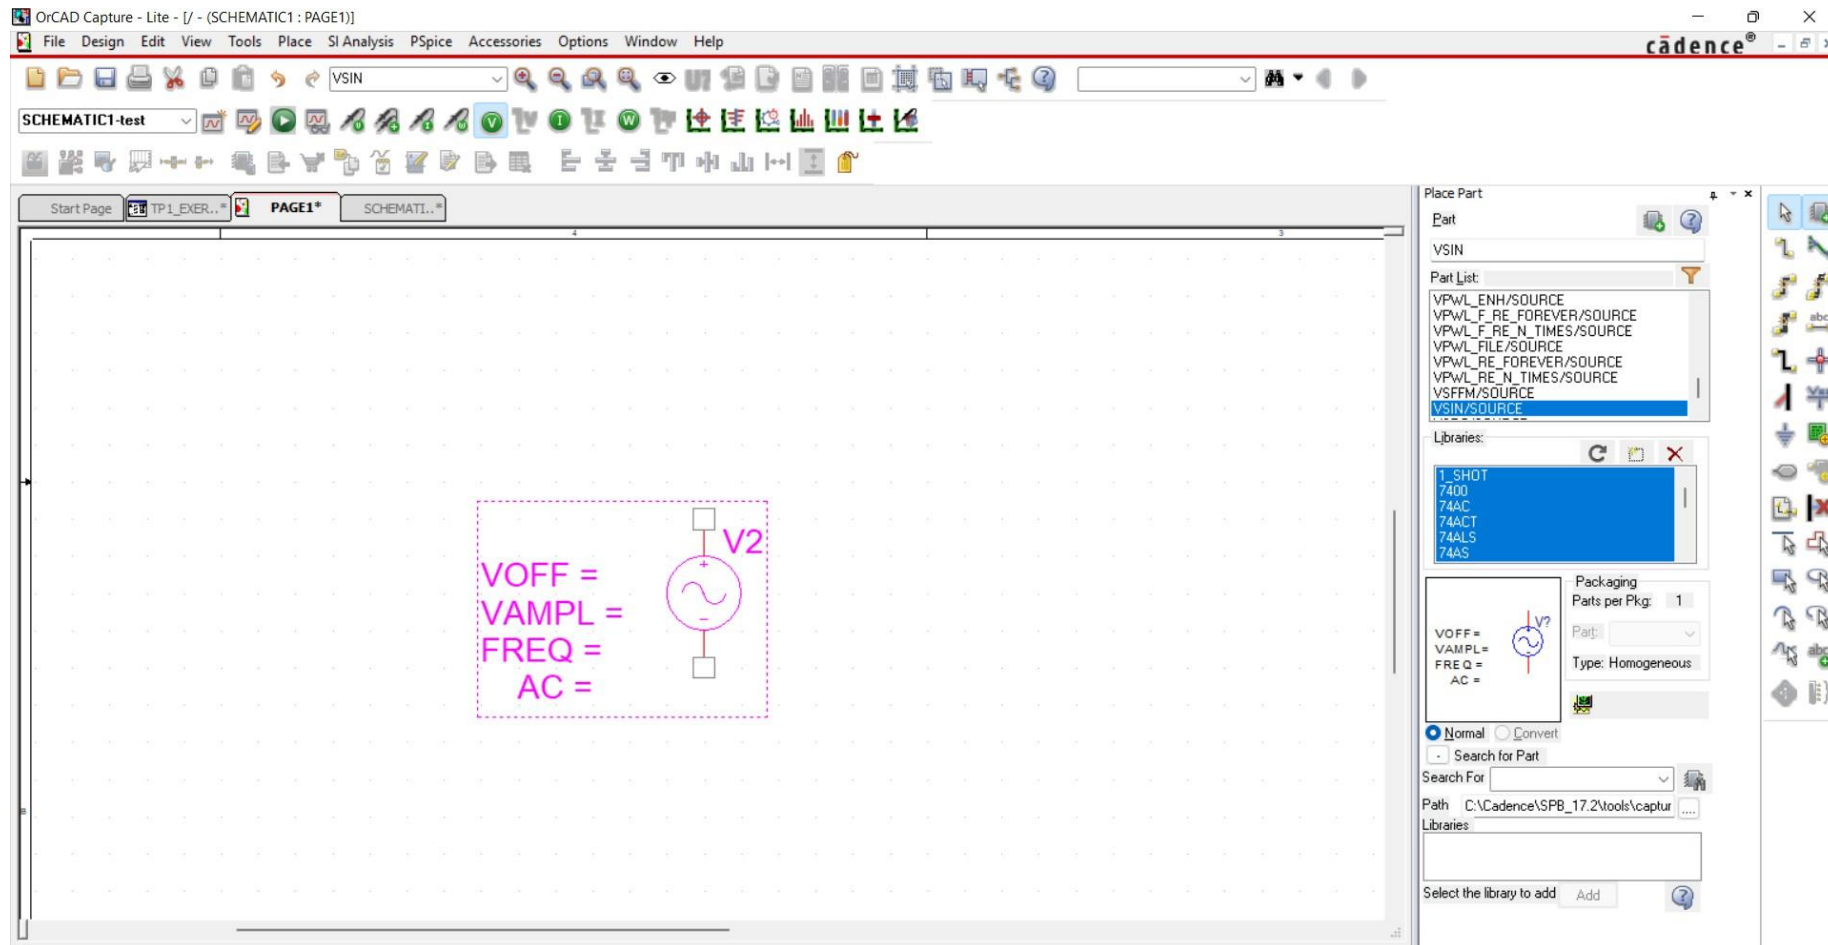 OrCAD Capture - Lite - [/ - (SCHEMATIC1 : PAGE1)]
File Design Edit View Tools Place SI Analysis PSpice Accessories Options Window Help
cādence®
VSIN
SCHEMATIC1-test
Start Page
TP1_EXER..*
PAGE1*
SCHEMATI..*
4
3
V2
VOFF =
VAMPL =
FREQ =
AC =
B
Place Part
Part
VSIN
Part List:
VPWL_ENH/SOURCE
VPWL_F_RE_FOREVER/SOURCE
VPWL_F_RE_N_TIMES/SOURCE
VPWL_FILE/SOURCE
VPWL_RE_FOREVER/SOURCE
VPWL_RE_N_TIMES/SOURCE
VSFFM/SOURCE
VSIN/SOURCE
Libraries:
1_SHOT
7400
74AC
74ACT
74ALS
74AS
V?
VOFF =
VAMPL=
FREQ =
AC =
Packaging
Parts per Pkg: 1
Part:
Type: Homogeneous
Normal Convert
Search for Part
Search For
Path C:\Cadence\SPB_17.2\tools\captur ....
Libraries
Select the library to add Add